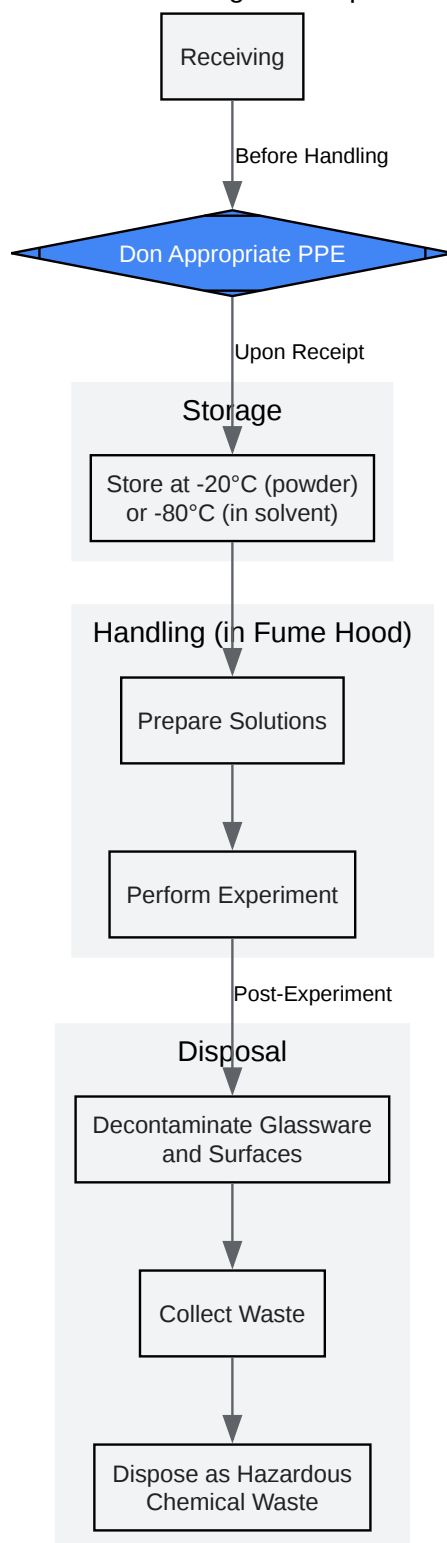 Receiving
Before Handling
Don Appropriate PPE
Upon Receipt
Storage
Store at -20°C (powder)
or -80°C (in solvent)
Handling (in Fume Hood)
Prepare Solutions
Perform Experiment
Post-Experiment
Disposal
Decontaminate Glassware
and Surfaces
Collect Waste
Dispose as Hazardous
Chemical Waste